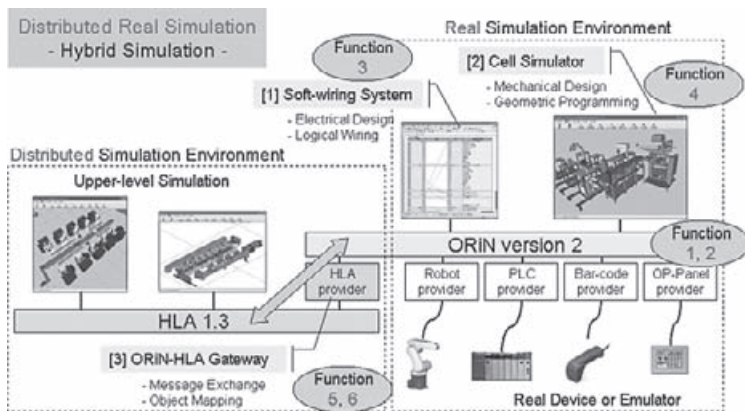 Distributed Real Simulation
- Hybrid Simulation -
Real Simulation Environment
Function
3
[2] Cell Simulator
- Mechanical Design
- Geometric Programming
Function
4
[1] Soft-wiring System
- Electrical Design
- Logical Wiring
Distributed Simulation Environment
Upper-level Simulation
ORiN version 2
Function
1, 2
HLA
provider
Robot
provider
PLC
provider
Bar-code
provider
OP-Panel
provider
HLA 1.3
[3] ORiN-HLA Gateway
- Message Exchange
- Object Mapping
Function
5, 6
Real Device or Emulator